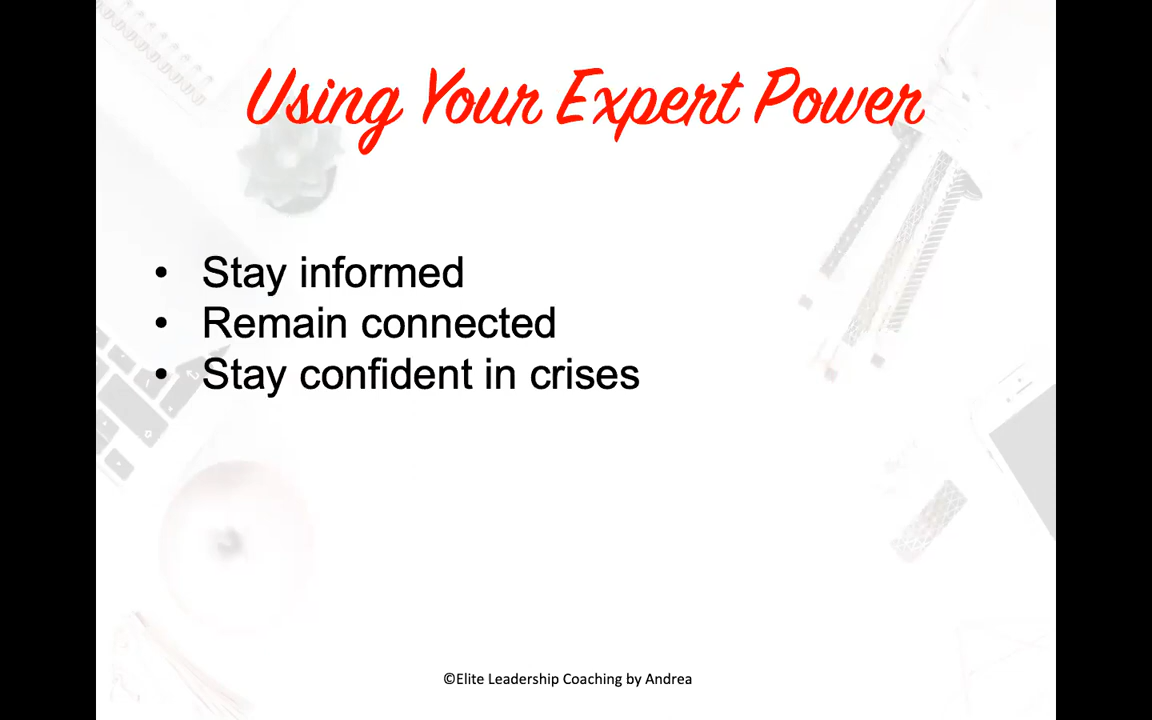 Using Your Expert Power
• Stay informed
• Remain connected
• Stay confident in crises
©Elite Leadership Coaching by Andrea